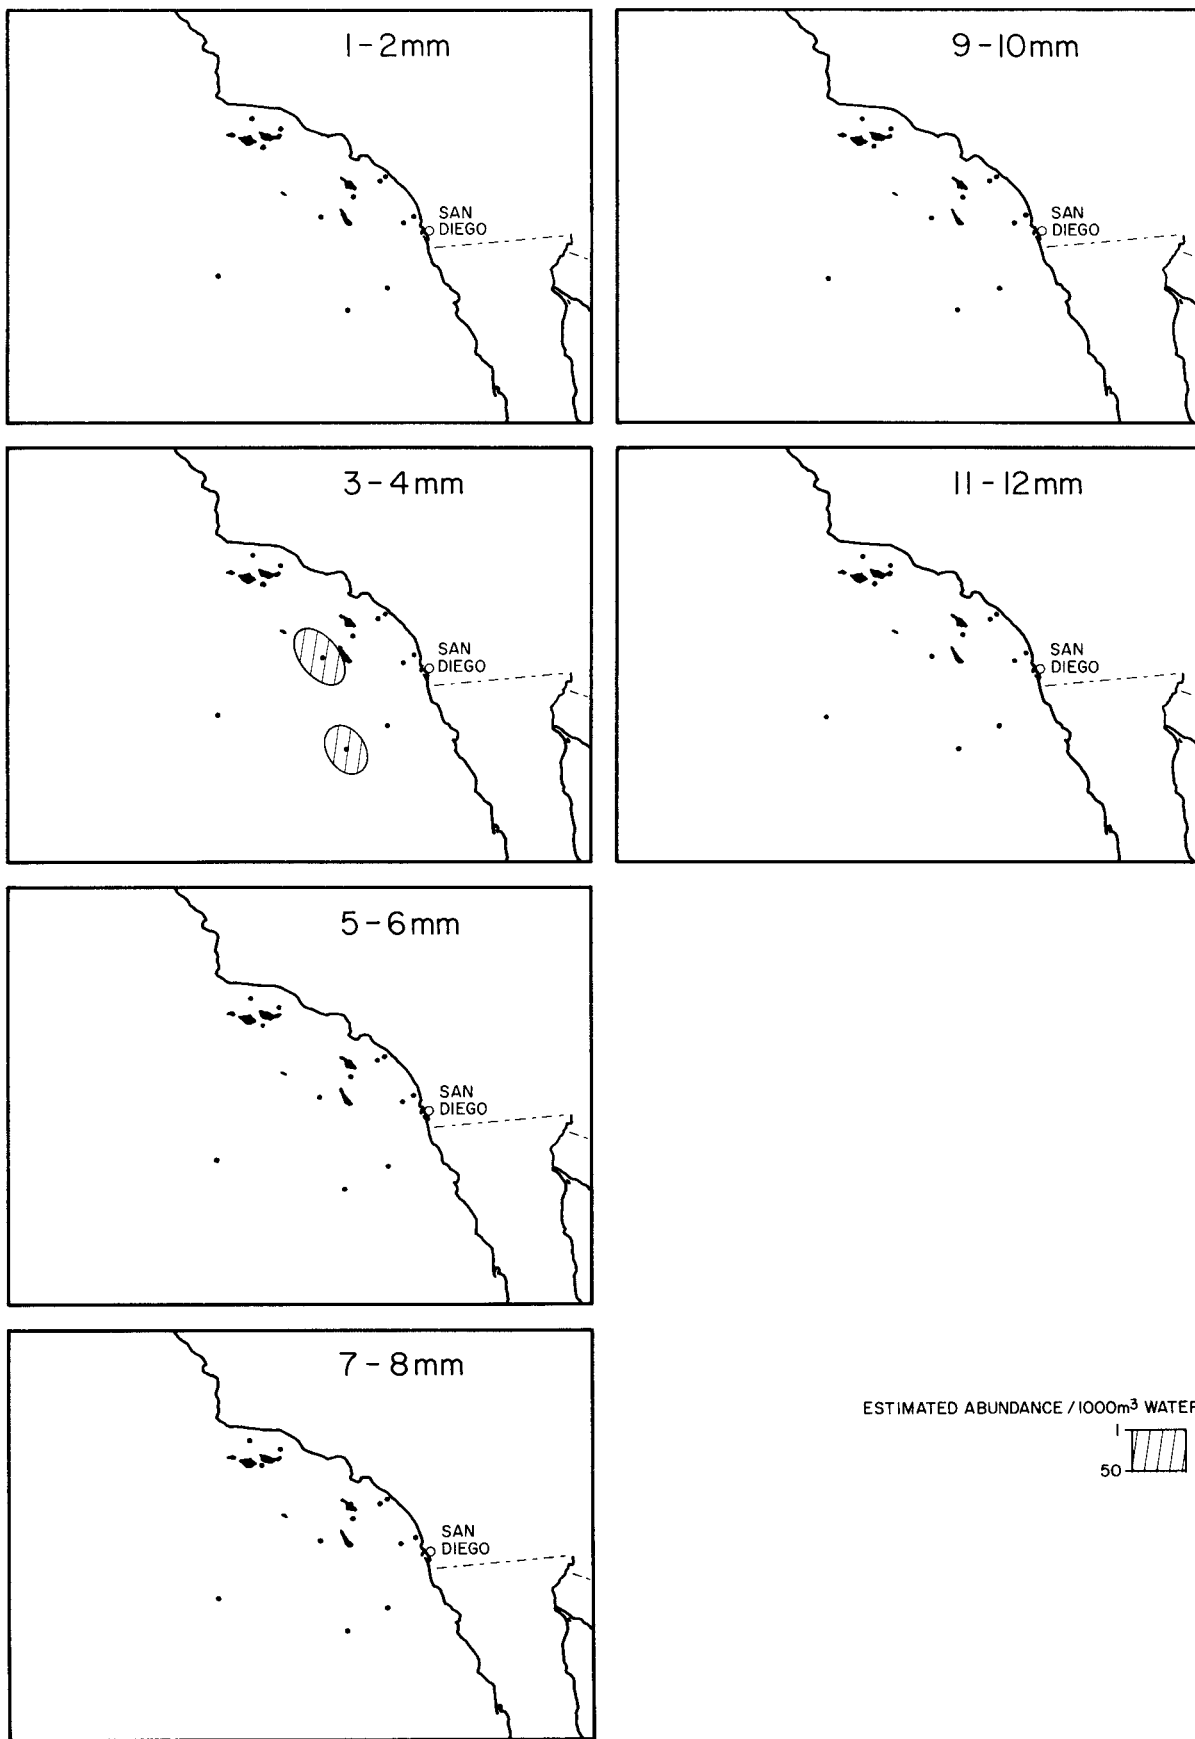 1-2mm
SAN
DIEGO
9-10mm
SAN
DIEGO
3-4mm
SAN
DIEGO
11-12mm
SAN
DIEGO
5-6mm
SAN
DIEGO
7-8mm
SAN
DIEGO
ESTIMATED ABUNDANCE / 1000m³ WATER
1
50